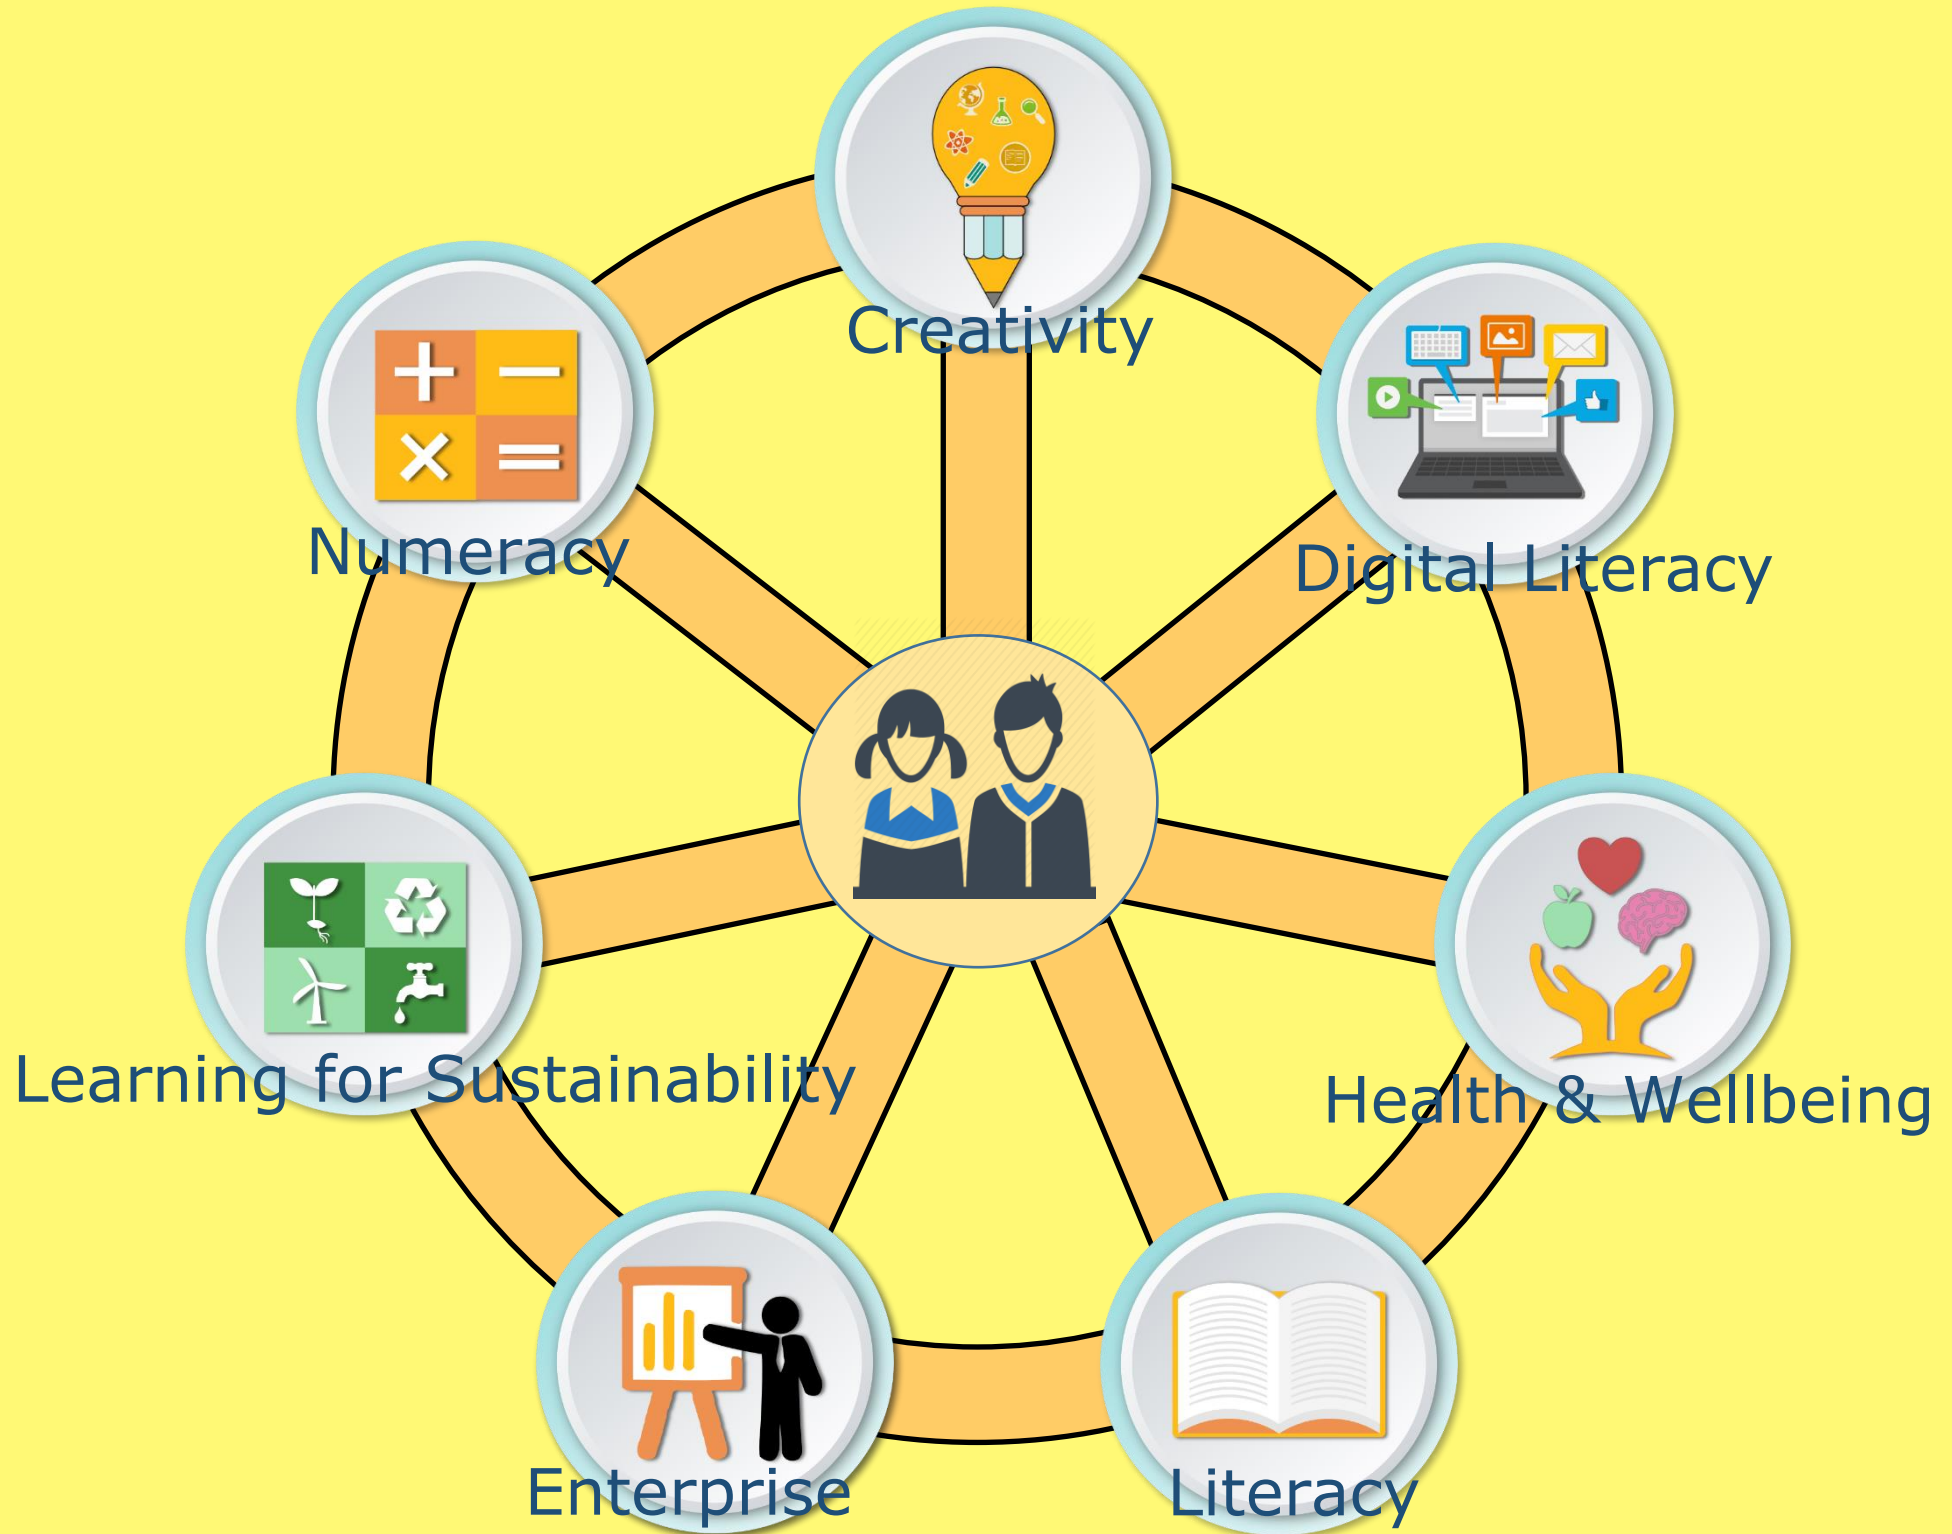 Creativity
Numeracy
Digital Literacy
Learning for Sustainability
Health & Wellbeing
Enterprise
Literacy